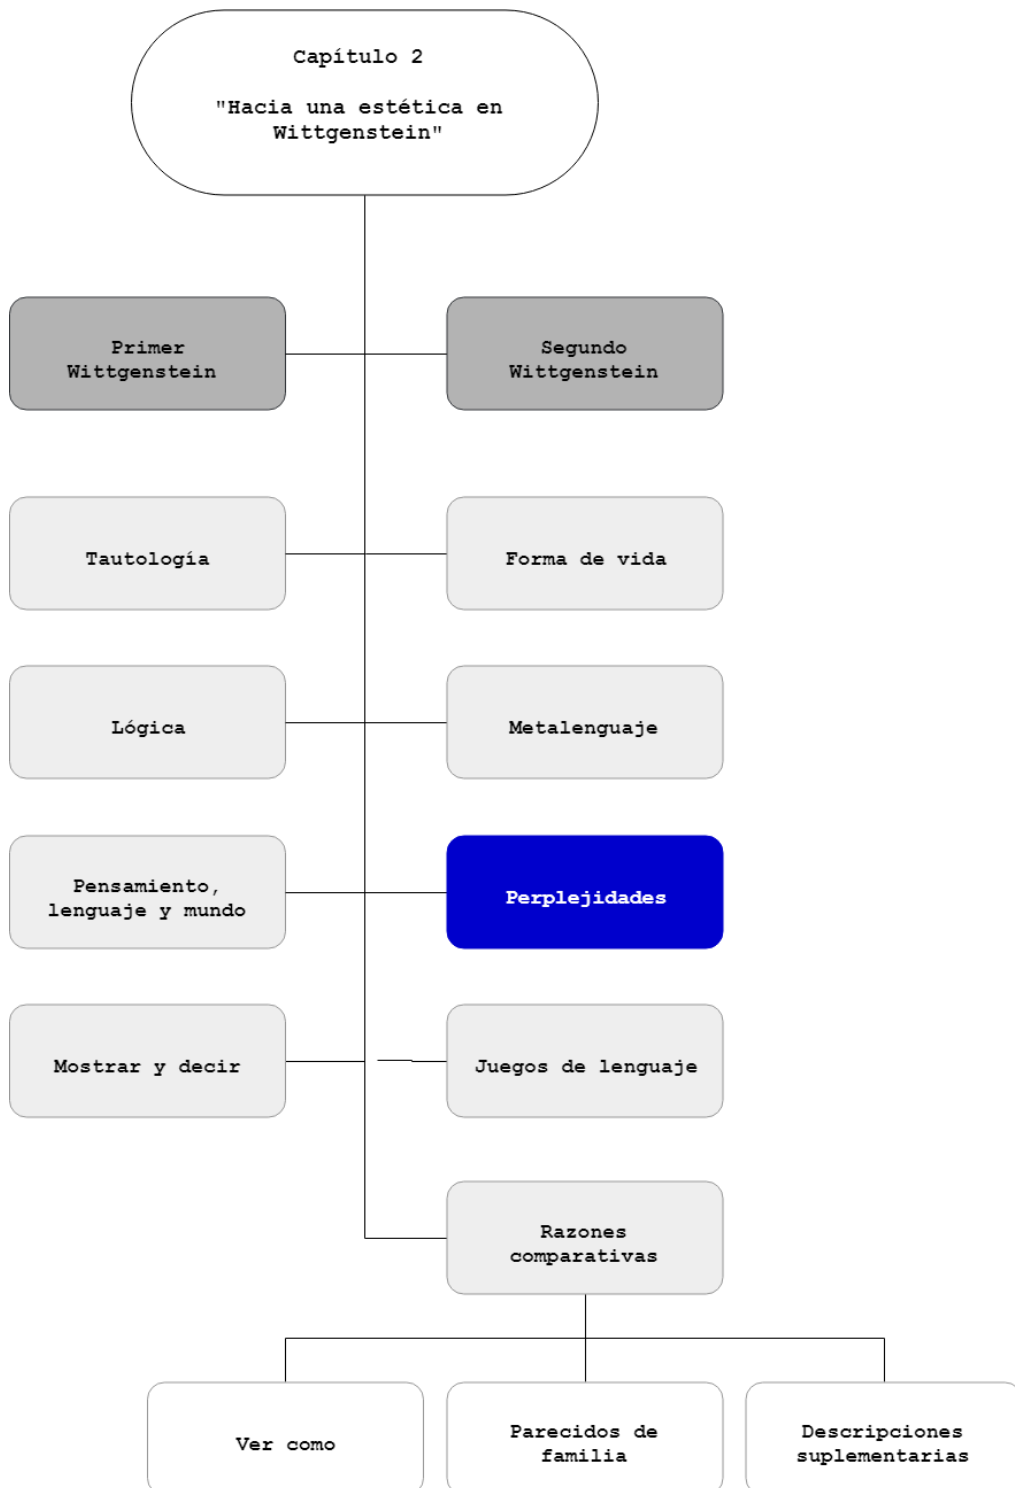 Capítulo 2
"Hacia una estética en
Wittgenstein"
Primer
Wittgenstein
Segundo
Wittgenstein
Tautología
Forma de vida
Lógica
Metalenguaje
Pensamiento,
lenguaje y mundo
Perplejidades
Mostrar y decir
Juegos de lenguaje
Razones
comparativas
Ver como
Parecidos de
familia
Descripciones
suplementarias